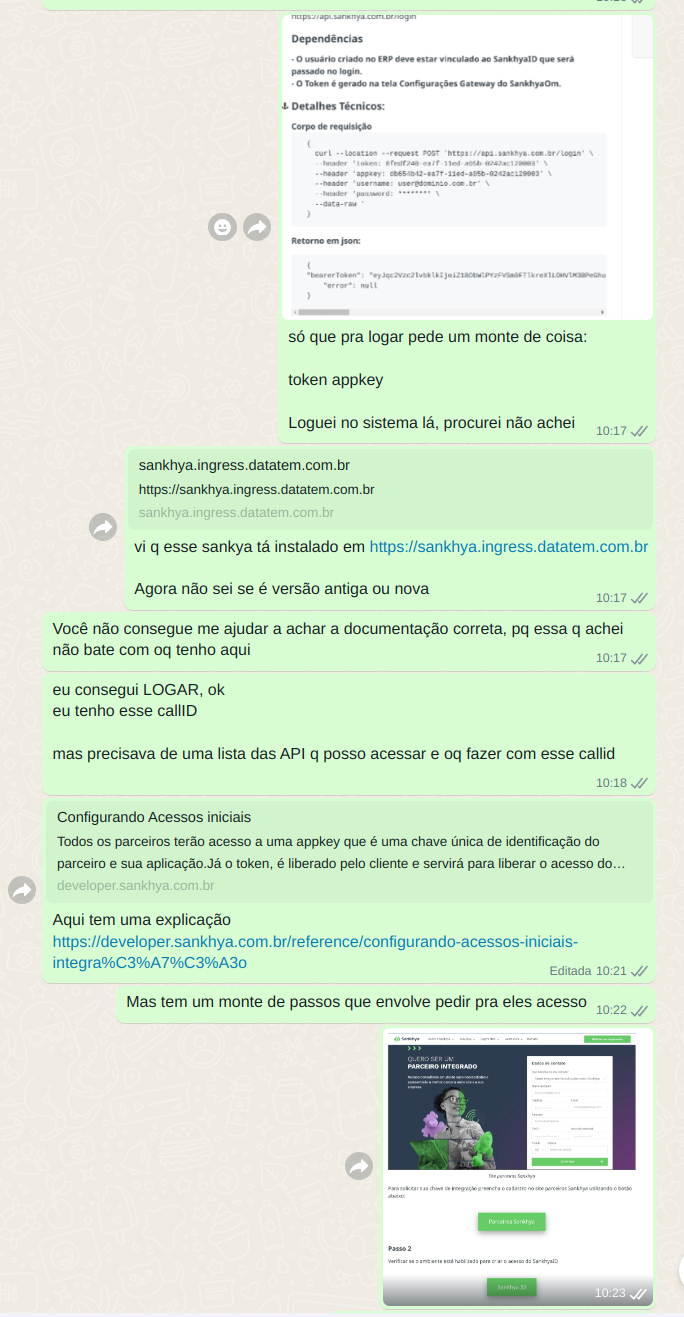 https://api.sankhya.com.br/login
Dependências
- O usuário criado no ERP deve estar vinculado ao SankhyaID que será
passado no login.
- O Token é gerado na tela Configurações Gateway do SankhyaOm.
Detalhes Técnicos:
Corpo de requisição
{
curl --location --request POST 'https://api.sankhya.com.br/login' \
--header 'token: 8fedf240-ea7f-11ed-a05b-0242ac120003' \
--header 'appkey: db654b42-ea7f-11ed-a05b-0242ac120003' \
--header 'username: user@dominio.com.br' \
--header 'password: *******' \
--data-raw '
}
Retorno em json:
{
"bearerToken":
"error": null
}
só que pra logar pede um monte de coisa:
token appkey
Loguei no sistema lá, procurei não achei
10:17
sankhya.ingress.datatem.com.br
https://sankhya.ingress.datatem.com.br
sankhya.ingress.datatem.com.br
vi q esse sankya tá instalado em https://sankhya.ingress.datatem.com.br
Agora não sei se é versão antiga ou nova
10:17
Você não consegue me ajudar a achar a documentação correta, pq essa q achei
não bate com oq tenho aqui
10:17
eu consegui LOGAR, ok
eu tenho esse callID
mas precisava de uma lista das API q posso acessar e oq fazer com esse callid
10:18
Configurando Acessos iniciais
Todos os parceiros terão acesso a uma appkey que é uma chave única de identificação do
parceiro e sua aplicação.Já o token, é liberado pelo cliente e servirá para liberar o acesso do…
developer.sankhya.com.br
Aqui tem uma explicação
https://developer.sankhya.com.br/reference/configurando-acessos-iniciais-
integra%C3%A7%C3%A3o
Editada 10:21
Mas tem um monte de passos que envolve pedir pra eles acesso
10:22
Sankhya
QUERO SER UM
PARCEIRO INTEGRADO
Dados de contato
Site parceiros Sankhya
Para solicitar sua chave de integração preencha o cadastro no site parceiros Sankhya utilizando o botão
abaixo:
Parceiros Sankhya
Passo 2
Verificar se o ambiente está habilitado para criar o acesso do SankhyaID
Sankhya ID
10:23